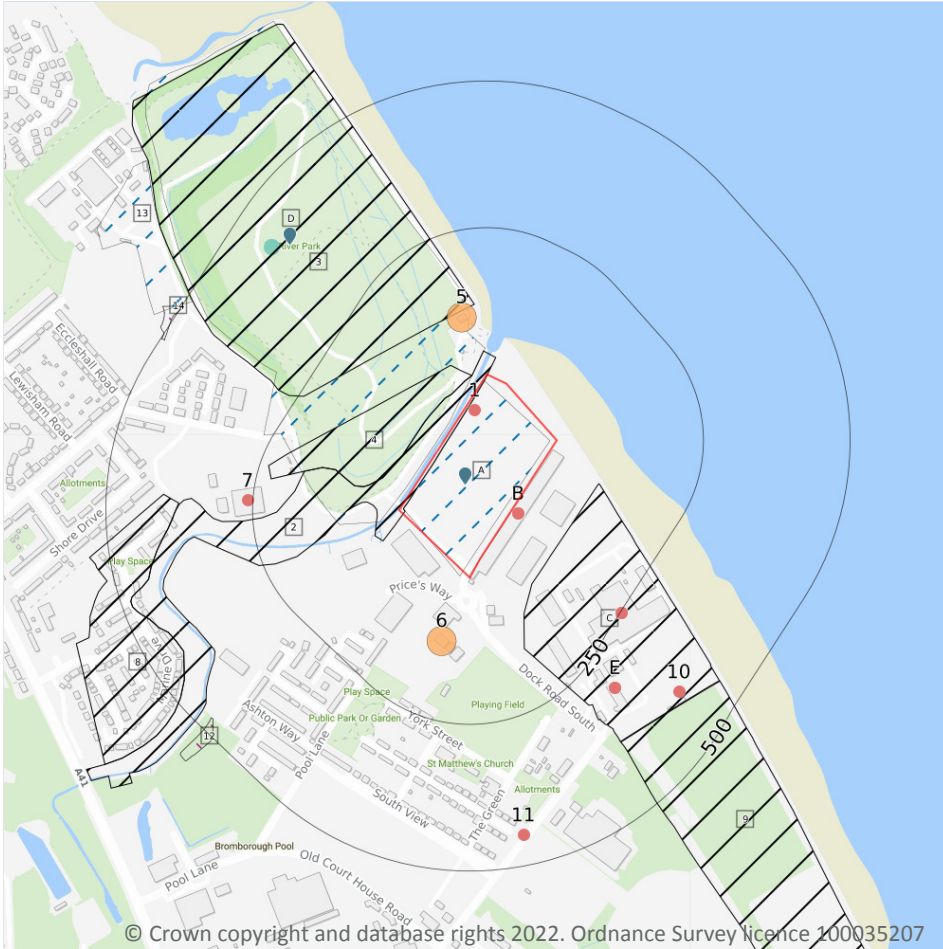 13
D
River Park
3
14
5
Eccleshall Road
Lewisham Road
1
4
A
7
B
Allotments
Shore Drive
2
Play Space
Price's Way
6
C
250
8
E
10
Dock Road South
Play Space
Playing Field
Ashton Way
Public Park Or Garden
York Street
Pool Lane
12
500
A41
St Matthew's Church
Allotments
South View
The Green
9
11
Bromborough Pool
Old Court House Road
Pool Lane
© Crown copyright and database rights 2022. Ordnance Survey licence 100035207